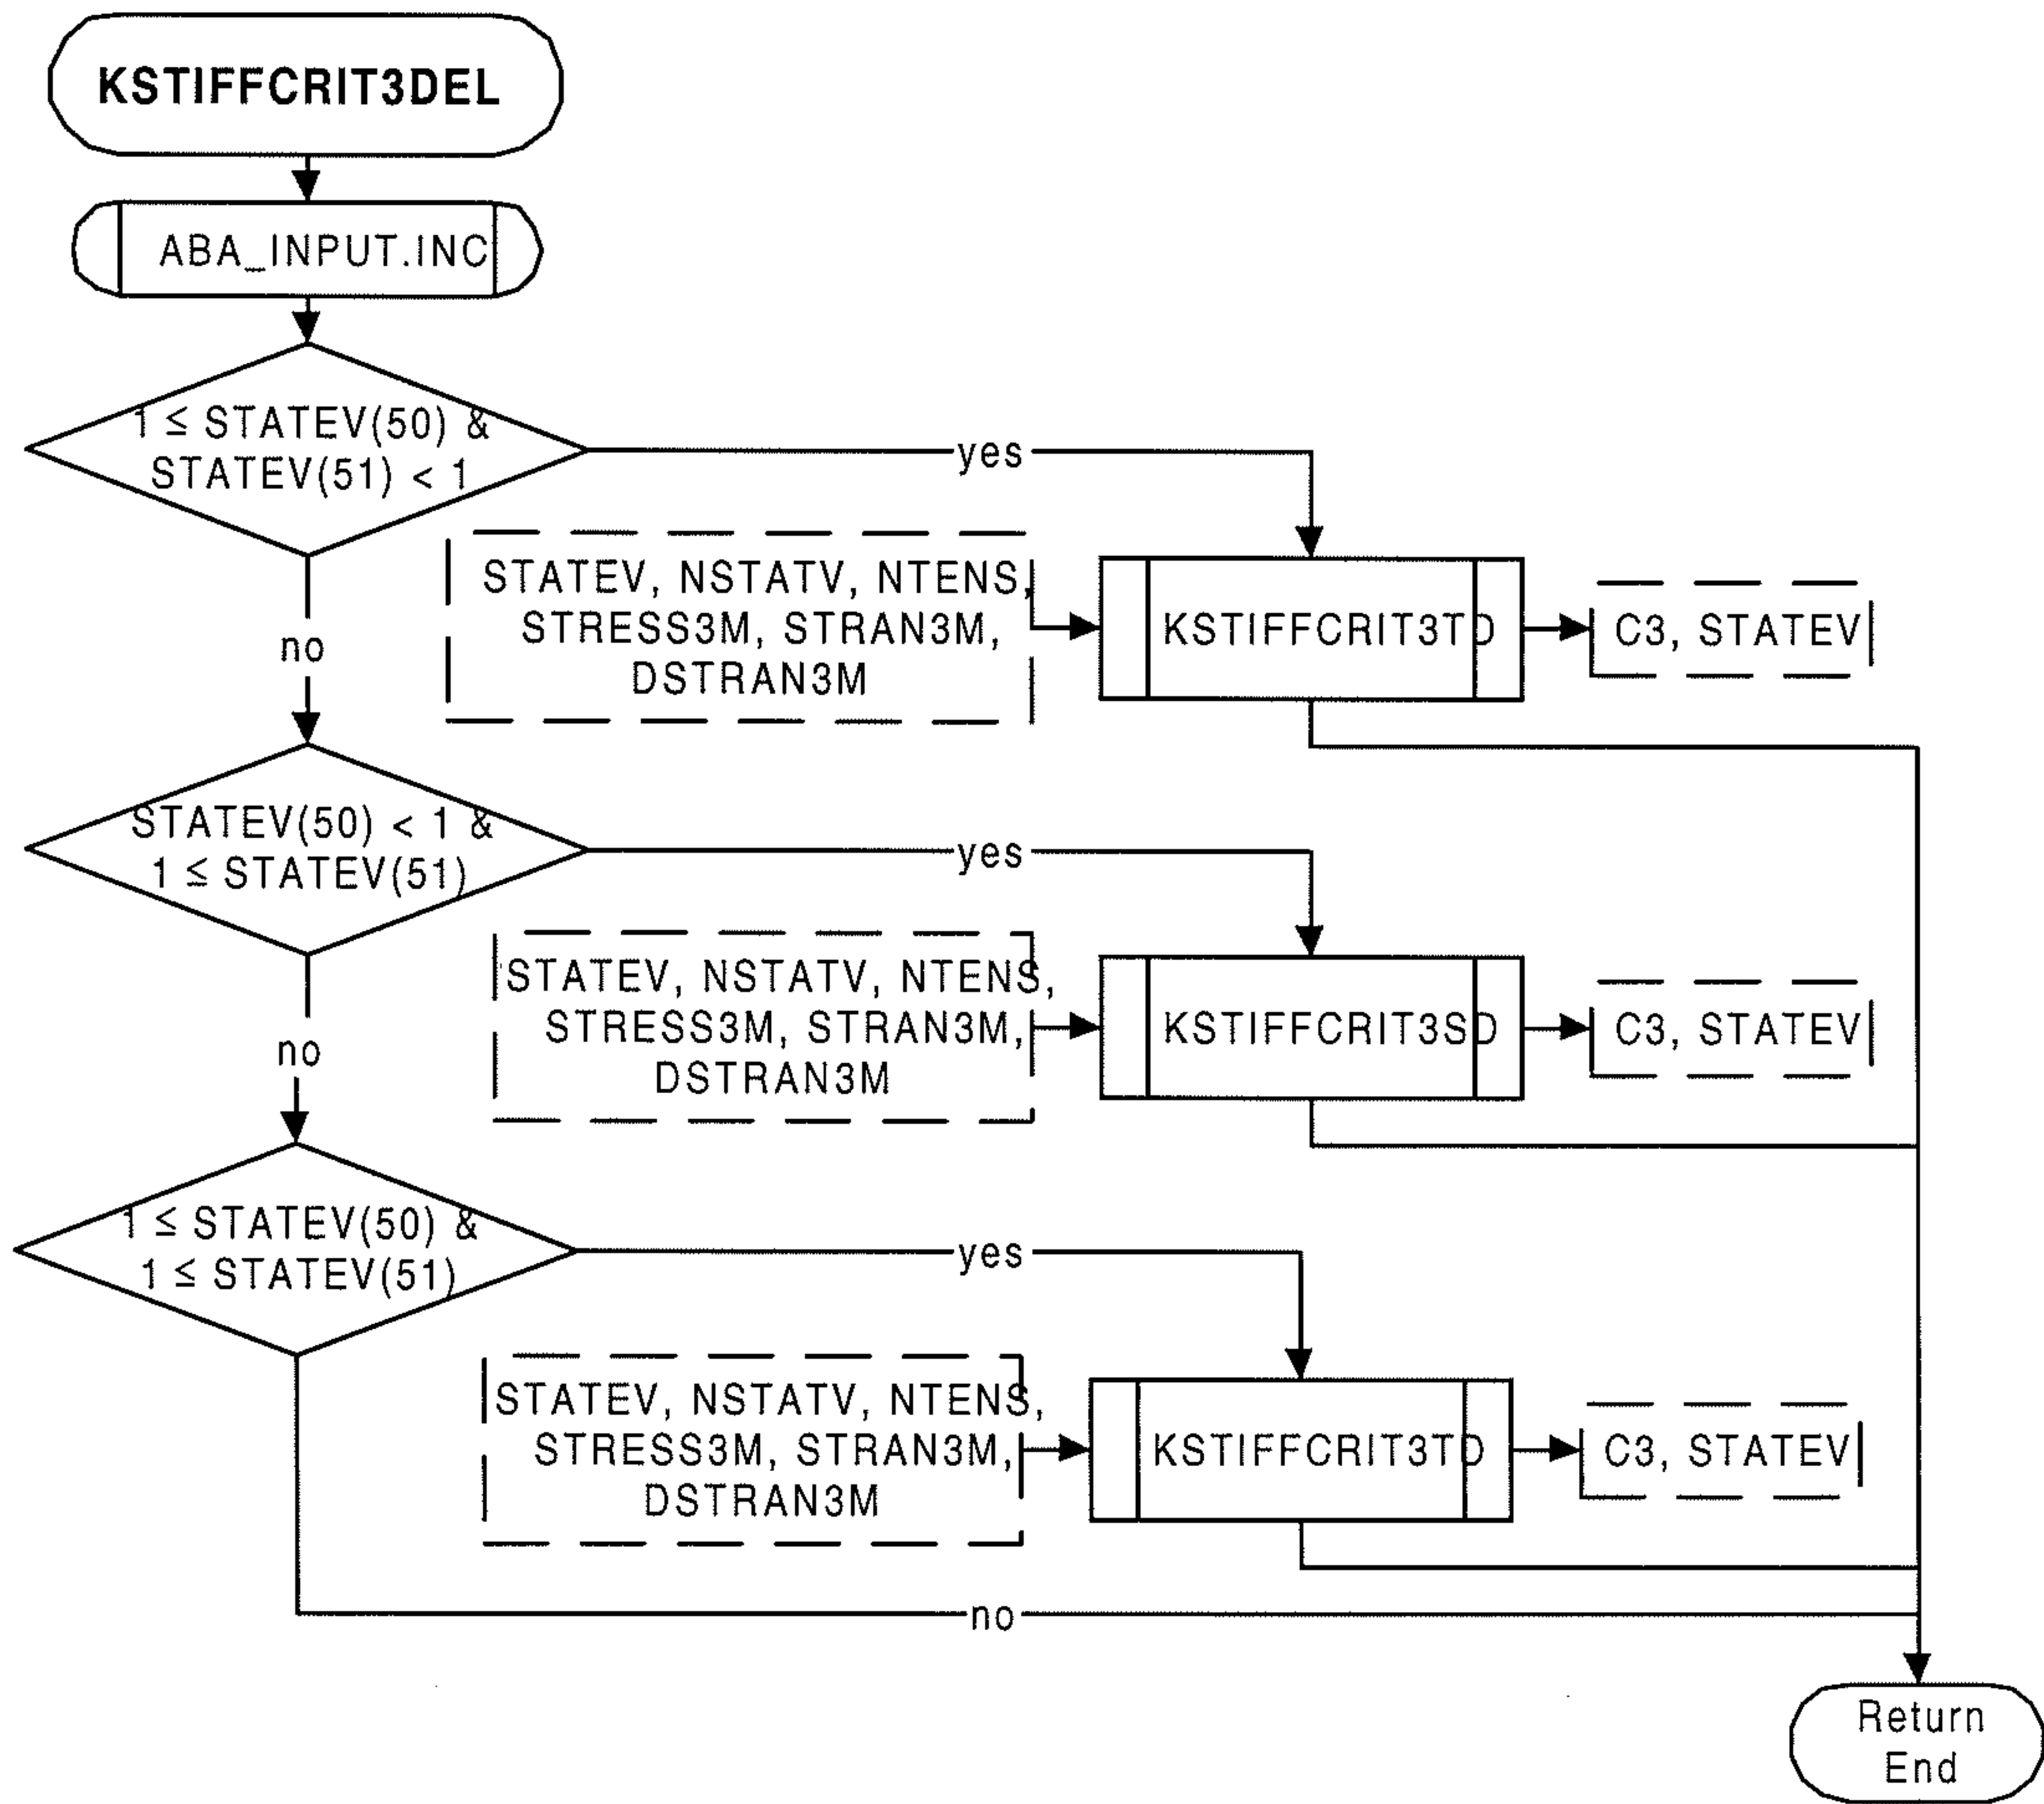 KSTIFFCRIT3DEL
ABA_INPUT.INC
1 ≤ STATEV(50) &
STATEV(51) < 1
yes
STATEV, NSTATV, NTENS,
STRESS3M, STRAN3M,
DSTRAN3M
KSTIFFCRIT3TD
C3, STATEV
no
STATEV(50) < 1 &
1 ≤ STATEV(51)
yes
STATEV, NSTATV, NTENS,
STRESS3M, STRAN3M,
DSTRAN3M
KSTIFFCRIT3SD
C3, STATEV
no
1 ≤ STATEV(50) &
1 ≤ STATEV(51)
yes
STATEV, NSTATV, NTENS,
STRESS3M, STRAN3M,
DSTRAN3M
KSTIFFCRIT3TD
C3, STATEV
no
Return
End